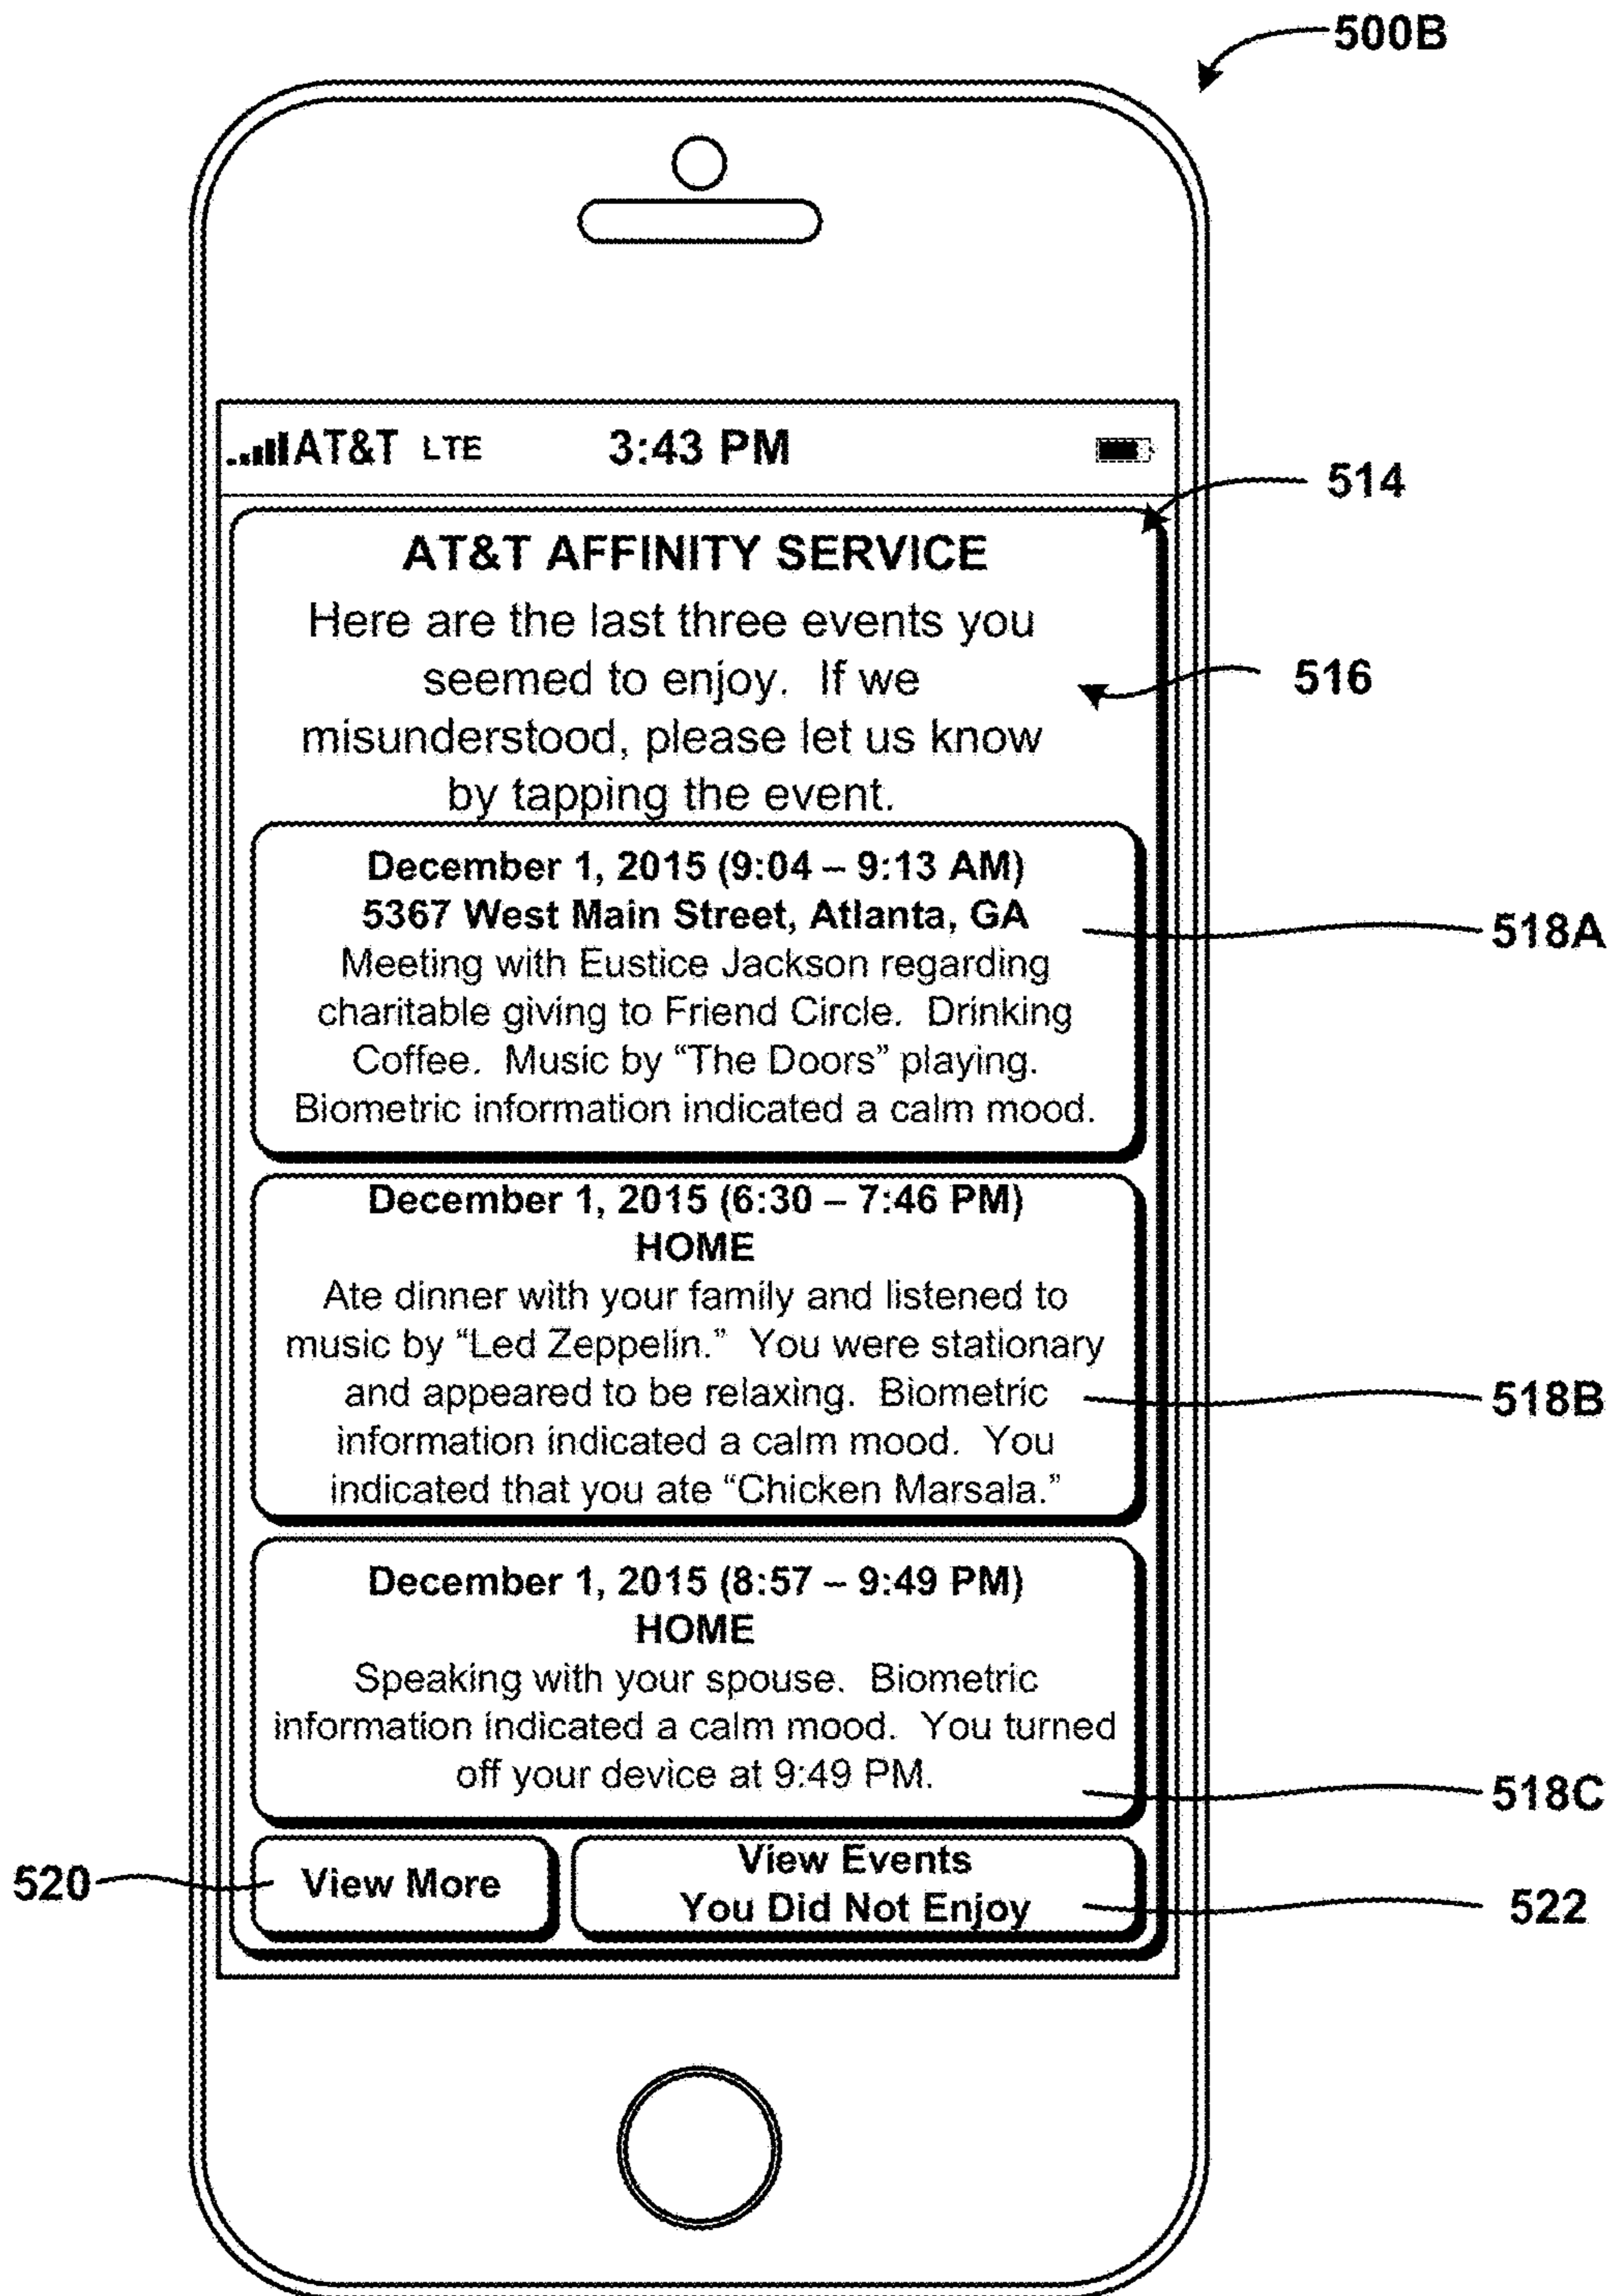 500B
AT&T LTE 3:43 PM
514
AT&T AFFINITY SERVICE
Here are the last three events you
seemed to enjoy. If we
516
misunderstood, please let us know
by tapping the event.
December 1, 2015 (9:04 – 9:13 AM)
5367 West Main Street, Atlanta, GA
518A
Meeting with Eustice Jackson regarding
charitable giving to Friend Circle. Drinking
Coffee. Music by “The Doors” playing.
Biometric information indicated a calm mood.
December 1, 2015 (6:30 – 7:46 PM)
HOME
Ate dinner with your family and listened to
music by “Led Zeppelin.” You were stationary
and appeared to be relaxing. Biometric
518B
information indicated a calm mood. You
indicated that you ate “Chicken Marsala.”
December 1, 2015 (8:57 – 9:49 PM)
HOME
Speaking with your spouse. Biometric
information indicated a calm mood. You turned
off your device at 9:49 PM.
518C
520
View More
View Events
You Did Not Enjoy
522